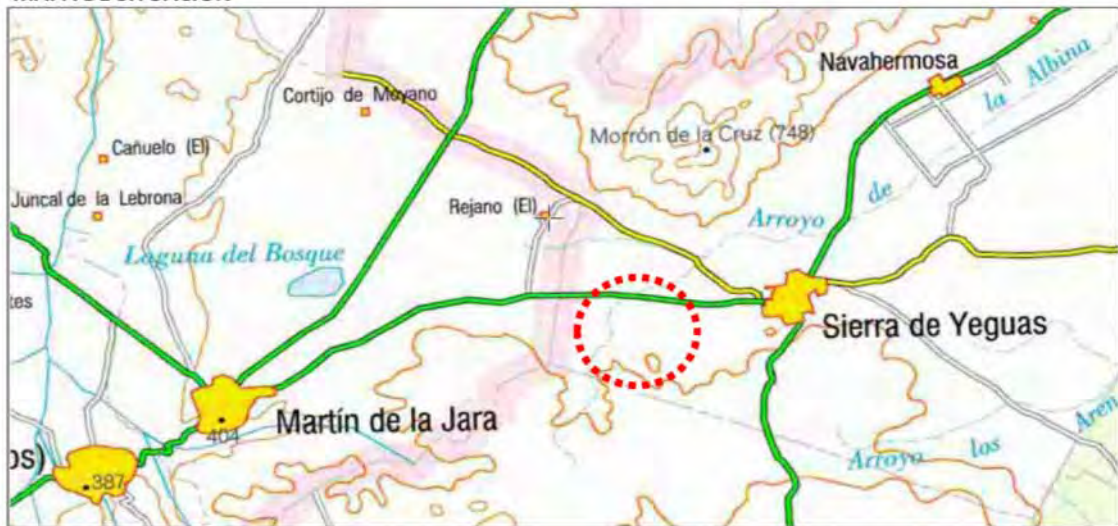 Navahermosa
la Albina
Cortijo de Moyano
Morrón de la Cruz (748)
Cañuelo (El)
de
Juncal de la Lebrona
Rejano (El)
Arroyo
Laguna del Bosque
tes
Sierra de Yeguas
Martín de la Jara
404
os)
Arroyo los Aren
387